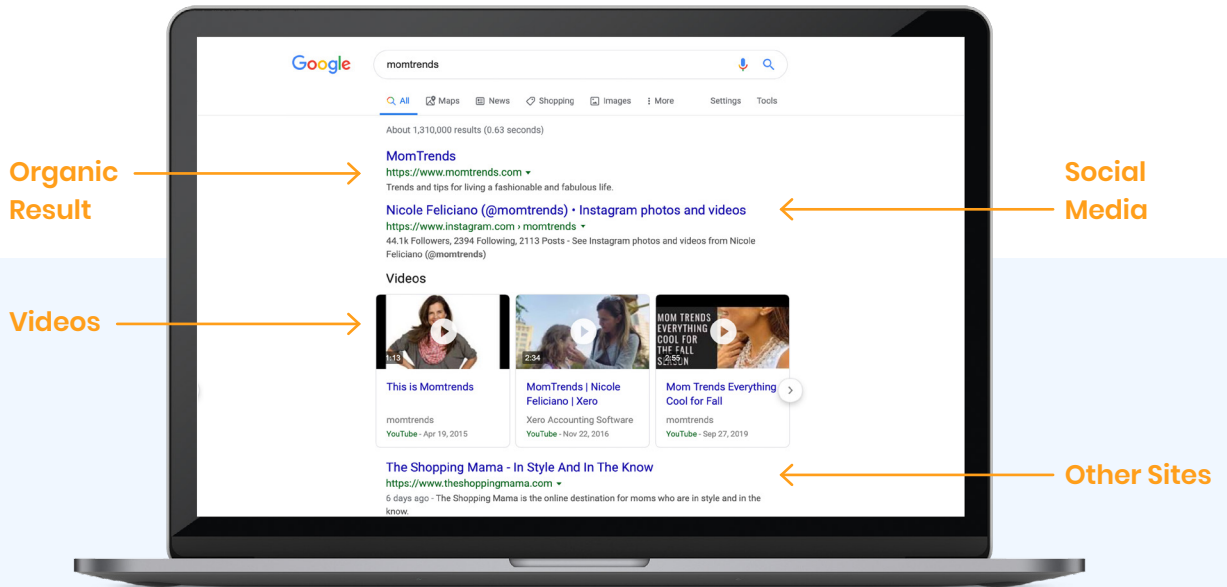 Google
momtrends
All Maps News Shopping Images More Settings Tools
About 1,310,000 results (0.63 seconds)
Organic
Result
MomTrends
https://www.momtrends.com
Trends and tips for living a fashionable and fabulous life.
Social
Media
Nicole Feliciano (@momtrends) • Instagram photos and videos
https://www.instagram.com › momtrends
44.1k Followers, 2394 Following, 2113 Posts - See Instagram photos and videos from Nicole
Feliciano (@momtrends)
Videos
Videos
1:13
2:34
MOM TRENDS
EVERYTHING
COOL FOR
THE FALL
SEASON
2:55
This is Momtrends
momtrends
YouTube - Apr 19, 2015
MomTrends | Nicole
Feliciano | Xero
Xero Accounting Software
YouTube - Nov 22, 2016
Mom Trends Everything
Cool for Fall
momtrends
YouTube - Sep 27, 2019
The Shopping Mama - In Style And In The Know
https://www.theshoppingmama.com
6 days ago - The Shopping Mama is the online destination for moms who are in style and in the
know.
Other Sites